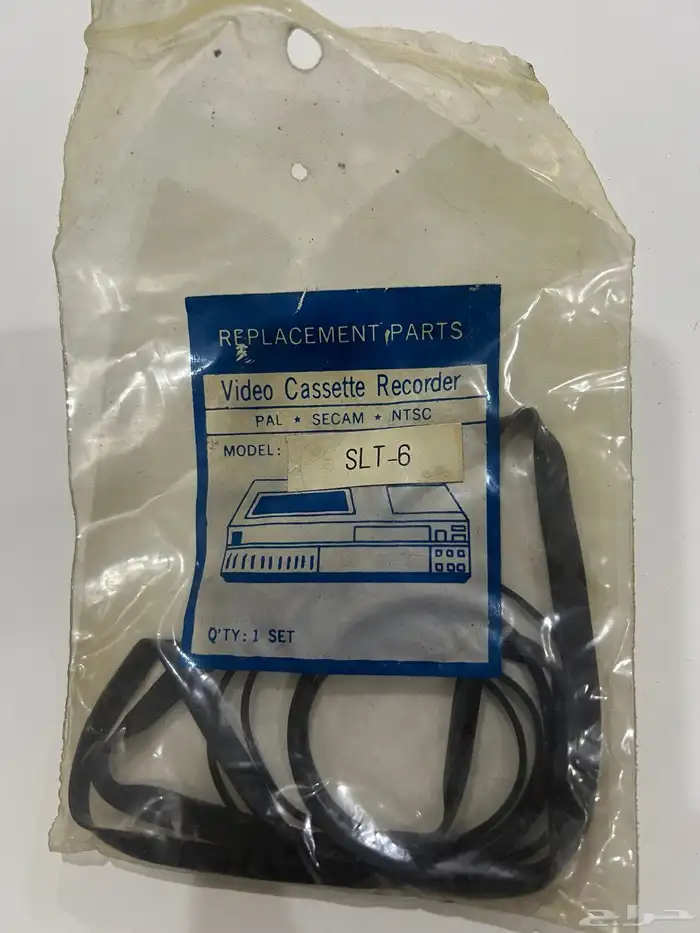 REPLACEMENT PARTS
Video Cassette Recorder
PAL ★ SECAM ★ NTSC
MODEL: SLT-6
Q'TY: 1 SET
حراج